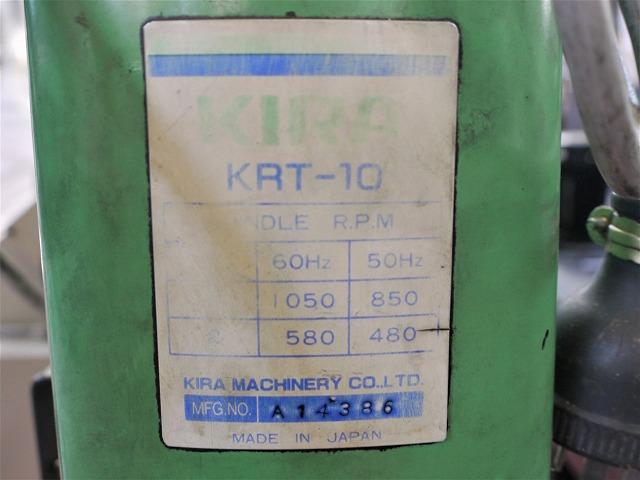 KIRA
KRT-10
NDLE R.P.M
60Hz 50Hz
1050 850
2 580 480
KIRA MACHINERY CO.,LTD.
MFG.NO. A14386
MADE IN JAPAN